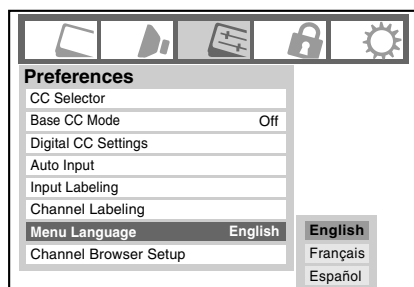 Preferences
CC Selector
Base CC Mode Off
Digital CC Settings
Auto Input
Input Labeling
Channel Labeling
Menu Language English
Channel Browser Setup
English
Français
Español